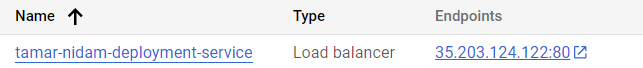 Name Type Endpoints
tamar-nidam-deployment-service Load balancer 35.203.124.122:80